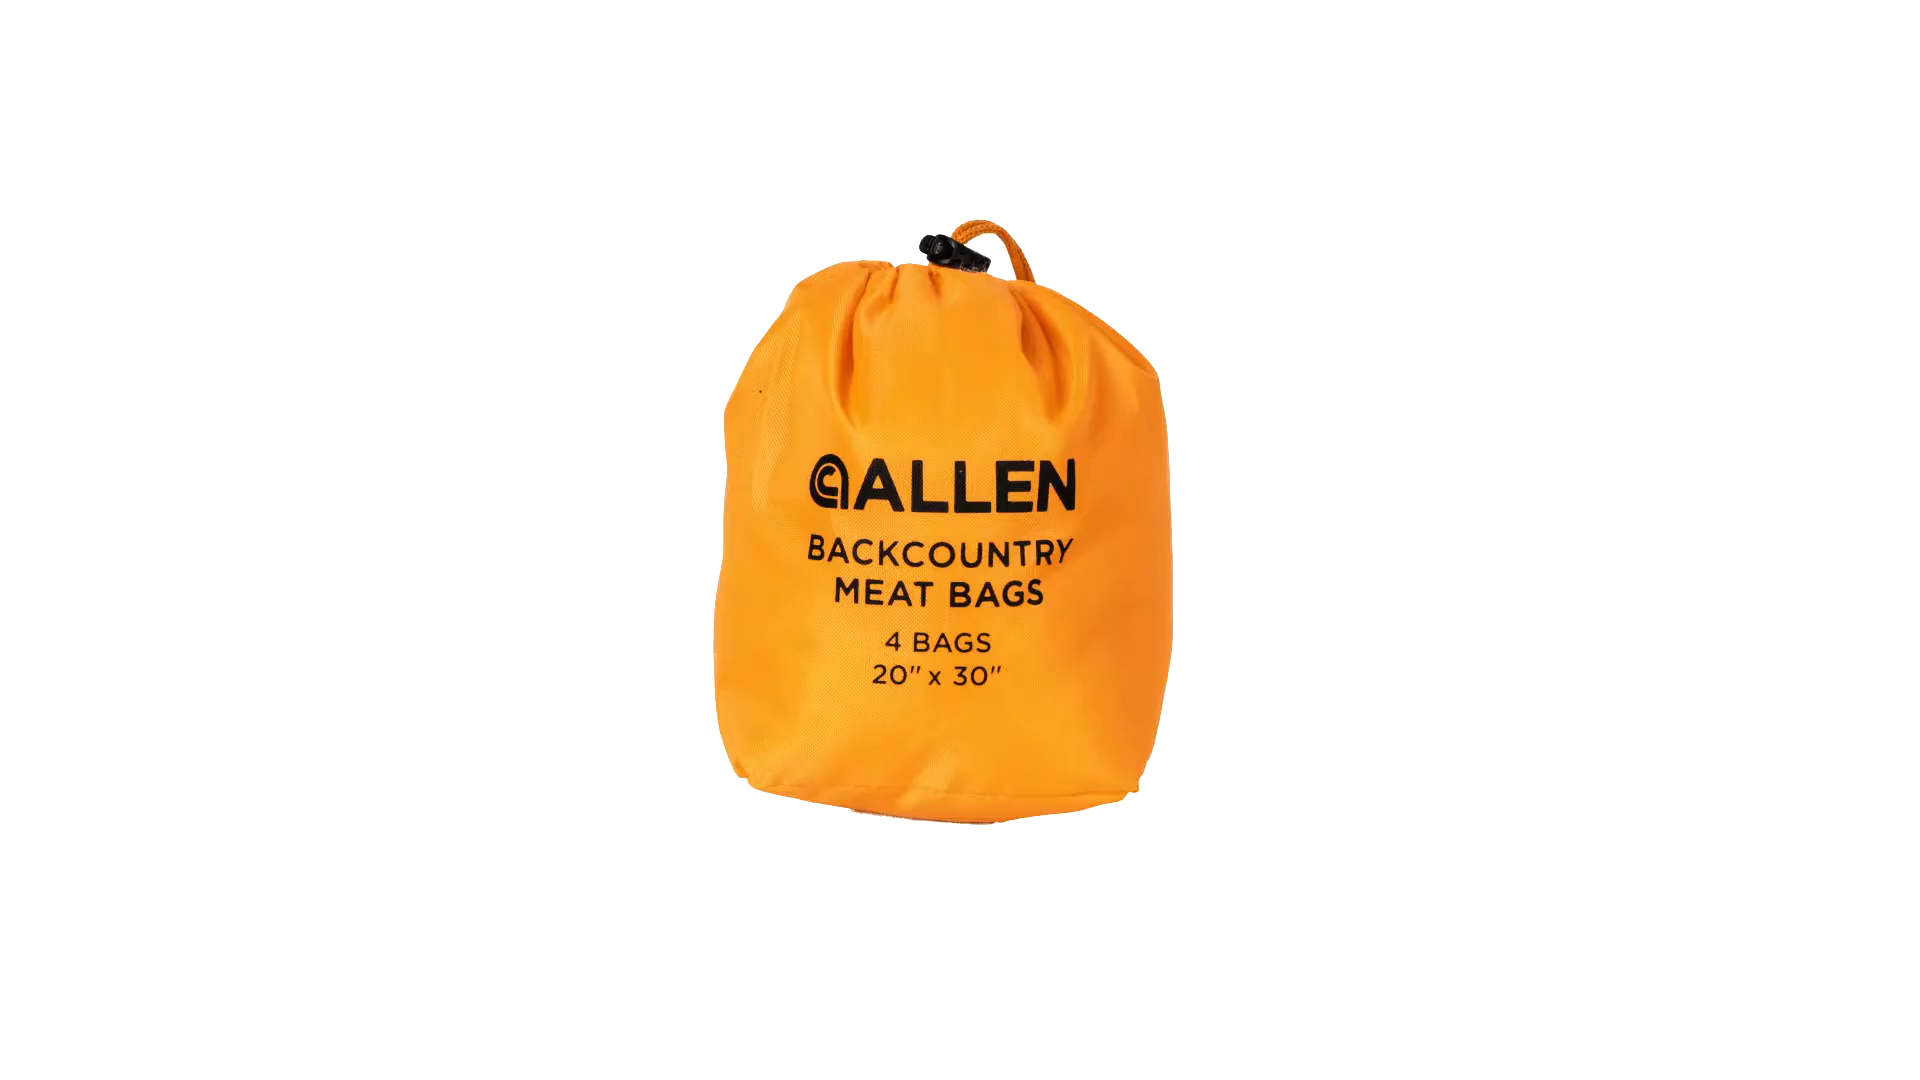 ALLEN
BACKCOUNTRY
MEAT BAGS
4 BAGS
20" x 30"